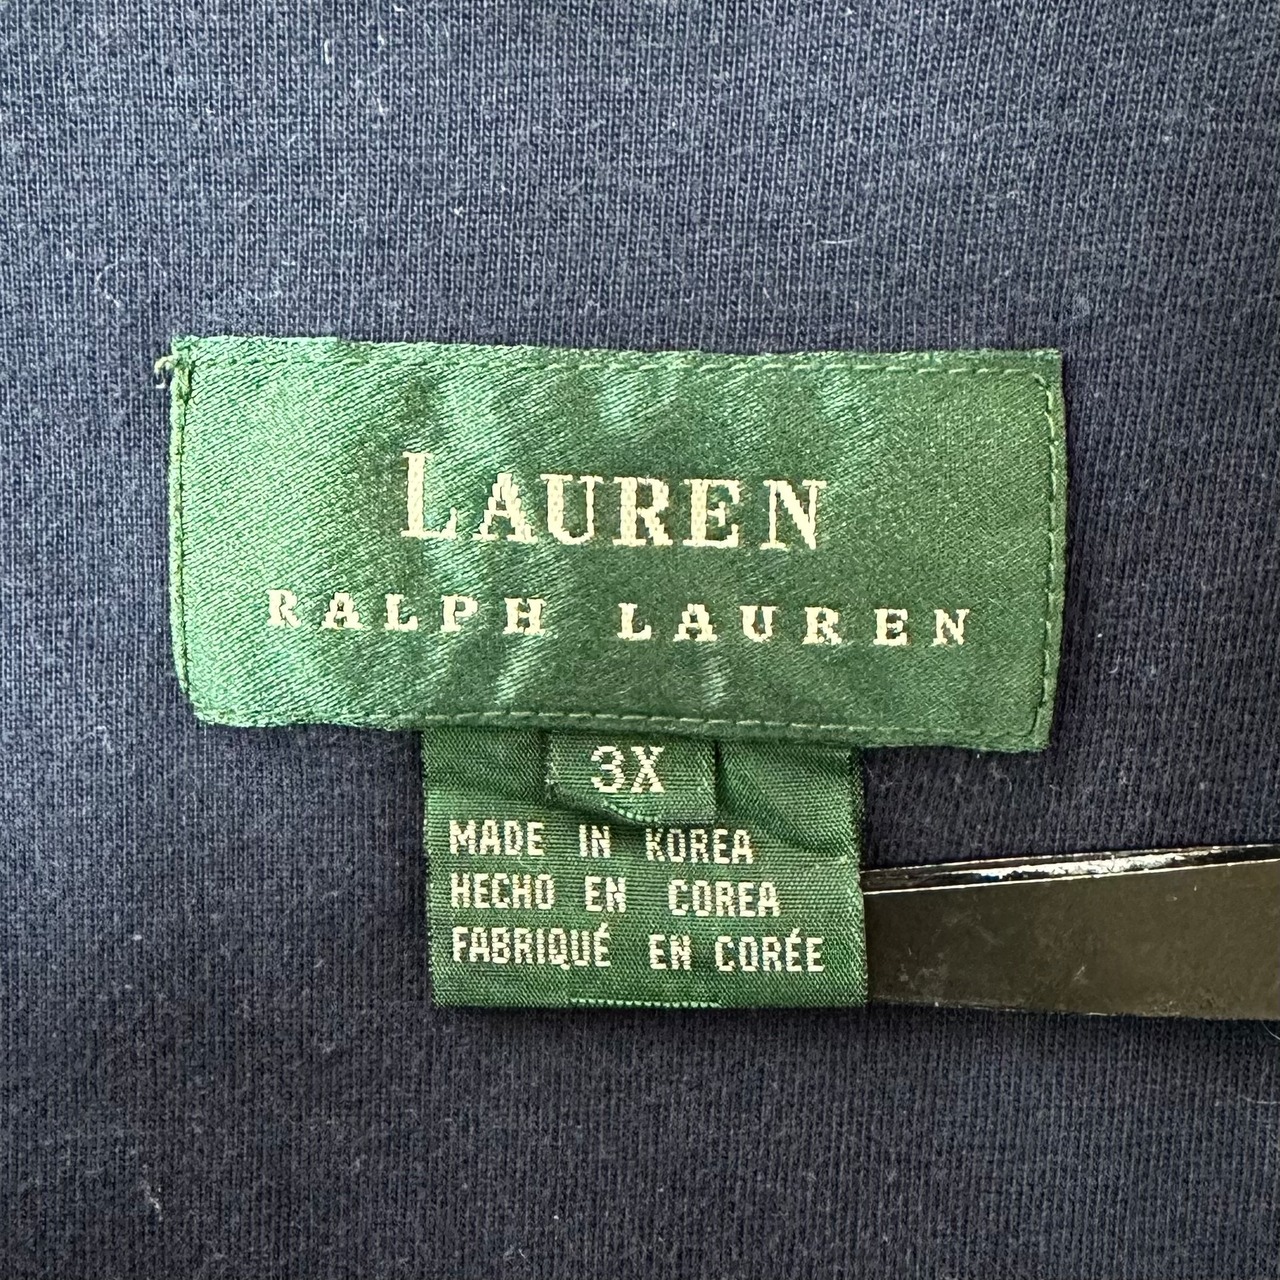 LAUREN
RALPH LAUREN
3X
MADE IN KOREA
HECHO EN COREA
FABRIQUÉ EN CORÉE